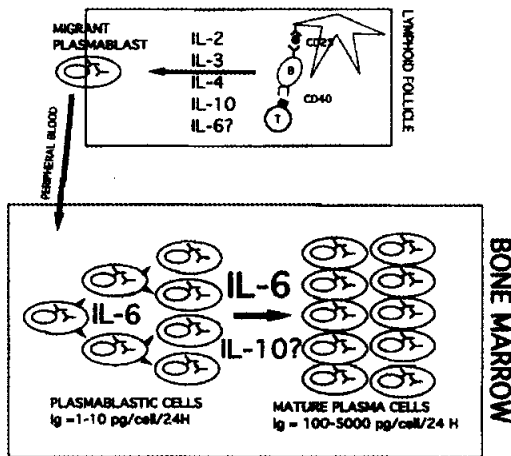 MIGRANT
PLASMABLAST
IL-2
IL-3
IL-4
IL-10
IL-6?
CD23
B
CD40
T
LYMPHOID FOLLICLE
PERIPHERAL BLOOD
BONE MARROW
IL-6
IL-6
IL-10?
PLASMABLASTIC CELLS
Ig =1-10 pg/cell/24H
MATURE PLASMA CELLS
Ig = 100-5000 pg/cell/24 H